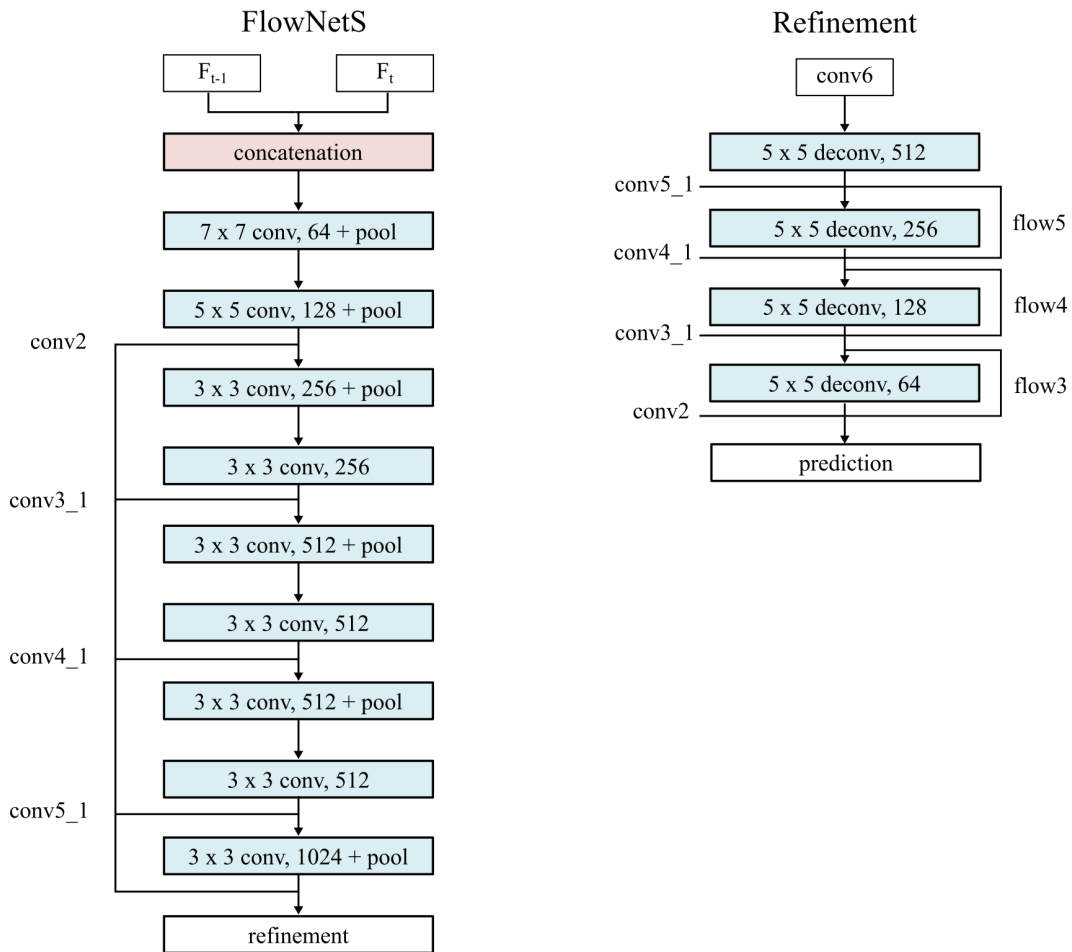 FlowNetS
F_{t-1}
F_t
concatenation
7 x 7 conv, 64 + pool
5 x 5 conv, 128 + pool
conv2
3 x 3 conv, 256 + pool
3 x 3 conv, 256
conv3_1
3 x 3 conv, 512 + pool
3 x 3 conv, 512
conv4_1
3 x 3 conv, 512 + pool
3 x 3 conv, 512
conv5_1
3 x 3 conv, 1024 + pool
refinement
Refinement
conv6
5 x 5 deconv, 512
conv5_1
5 x 5 deconv, 256
flow5
conv4_1
5 x 5 deconv, 128
flow4
conv3_1
5 x 5 deconv, 64
flow3
conv2
prediction